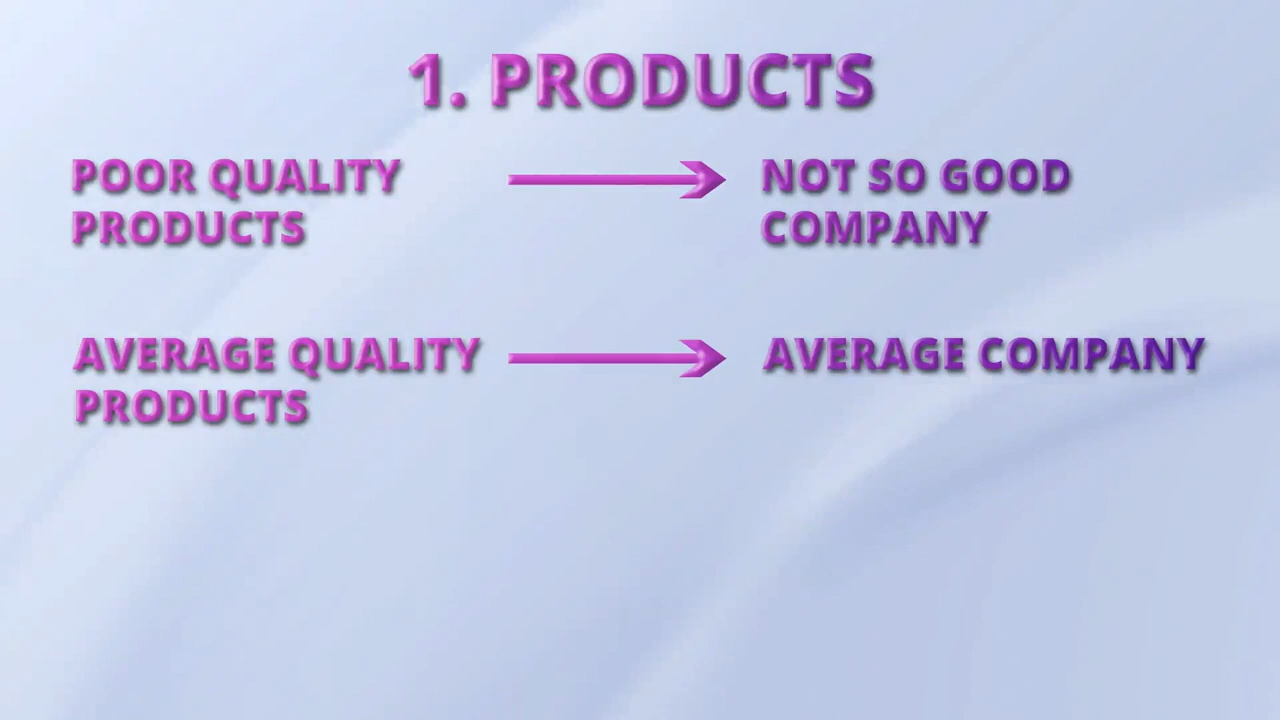 1. PRODUCTS
POOR QUALITY
PRODUCTS
NOT SO GOOD
COMPANY
AVERAGE QUALITY
PRODUCTS
AVERAGE COMPANY